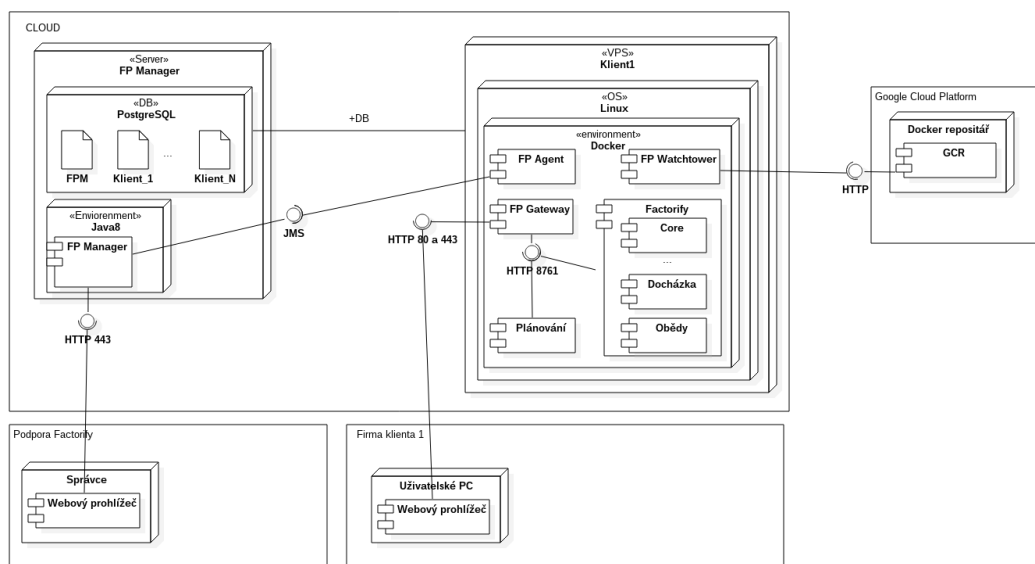 CLOUD
«Server»
FP Manager
«DB»
PostgreSQL
FPM
Klient_1
...
Klient_N
«Enviorenment»
Java8
FP Manager
HTTP 443
+DB
JMS
«VPS»
Klient1
«OS»
Linux
«environment»
Docker
FP Agent
FP Watchtower
FP Gateway
HTTP 80 a 443
HTTP 8761
Plánování
Factorify
Core
...
Docházka
Obědy
HTTP
Google Cloud Platform
Docker repositář
GCR
Podpora Factorify
Správce
Webový prohlížeč
Firma klienta 1
Uživatelské PC
Webový prohlížeč